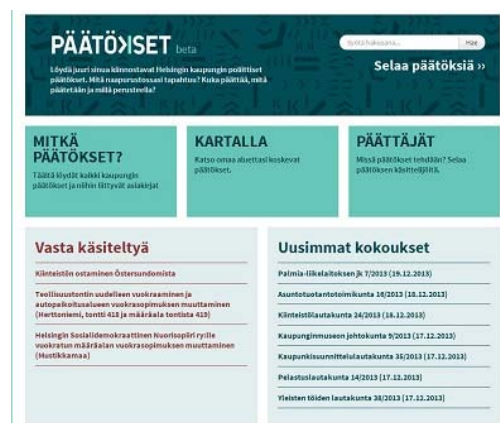 PÄÄTÖKSET beta
Löydä juuri sinua kiinnostavat Helsingin kaupungin poliittiset
päätökset. Mitä naapurustossasi tapahtuu? Kuka päättää, mitä
päätetään ja millä perusteella?
Syötä hakusana... Hae
Selaa päätöksiä ››
MITKÄ
PÄÄTÖKSET?
Täältä löydät kaikki kaupungin
päätökset ja niihin liittyvät asiakirjat
KARTALLA
Katso omaa aluettasi koskevat
päätökset.
PÄÄTTÄJÄT
Missä päätökset tehdään? Selaa
päätöksen käsittelijöitä.
Vasta käsiteltyä
Kiinteistön ostaminen Östersundomista
Teollisuustontin uudelleen vuokraaminen ja
autopaikoitusalueen vuokrasopimuksen muuttaminen
(Herttoniemi, tontti 418 ja määräala tontista 419)
Helsingin Sosialidemokraattinen Nuorisopiiri ry:lle
vuokratun määräalan vuokrasopimuksen muuttaminen
(Mustikkamaa)
Uusimmat kokoukset
Palmia-liikelaitoksen jk 7/2013 (19.12.2013)
Asuntotuotantotoimikunta 16/2013 (18.12.2013)
Kiinteistölautakunta 24/2013 (18.12.2013)
Kaupunginmuseon johtokunta 9/2013 (17.12.2013)
Kaupunkisuunnittelulautakunta 36/2013 (17.12.2013)
Pelastuslautakunta 14/2013 (17.12.2013)
Yleisten töiden lautakunta 38/2013 (17.12.2013)